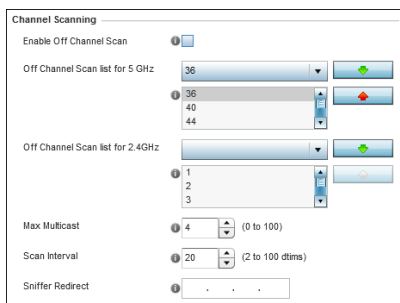 Channel Scanning
Enable Off Channel Scan
Off Channel Scan list for 5 GHz
36
36
40
44
Off Channel Scan list for 2.4GHz
1
2
3
Max Multicast
4
(0 to 100)
Scan Interval
20
(2 to 100 dtims)
Sniffer Redirect
. . .